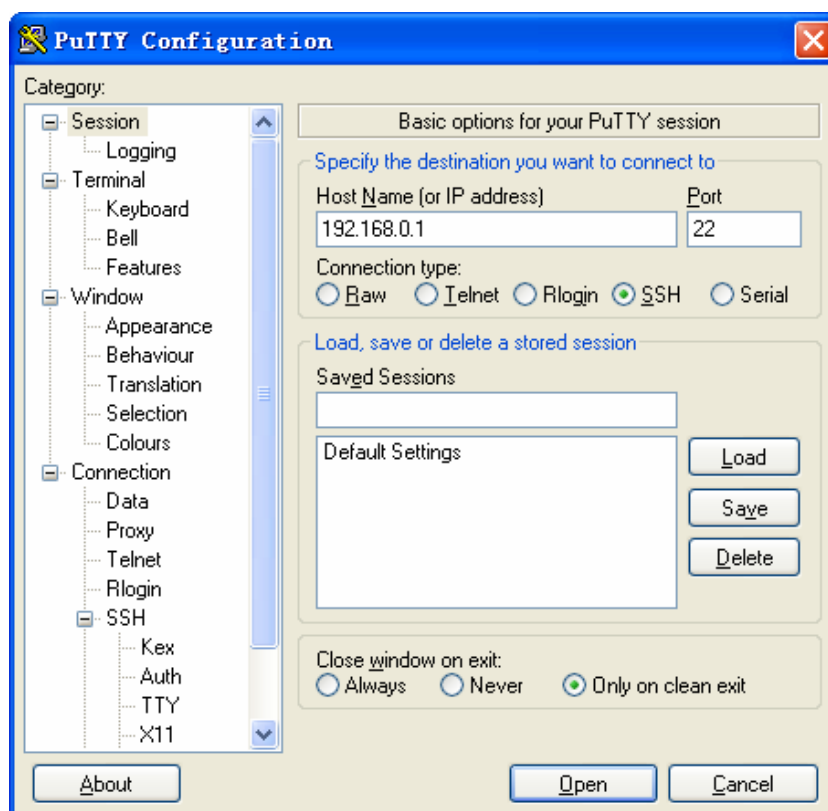 PuTTY Configuration
Category:
Session
Logging
Terminal
Keyboard
Bell
Features
Window
Appearance
Behaviour
Translation
Selection
Colours
Connection
Data
Proxy
Telnet
Rlogin
SSH
Kex
Auth
TTY
X11
Basic options for your PuTTY session
Specify the destination you want to connect to
Host Name (or IP address) Port
192.168.0.1 22
Connection type:
Raw Telnet Rlogin SSH Serial
Load, save or delete a stored session
Saved Sessions
Default Settings
Load
Save
Delete
Close window on exit:
Always Never Only on clean exit
About Open Cancel